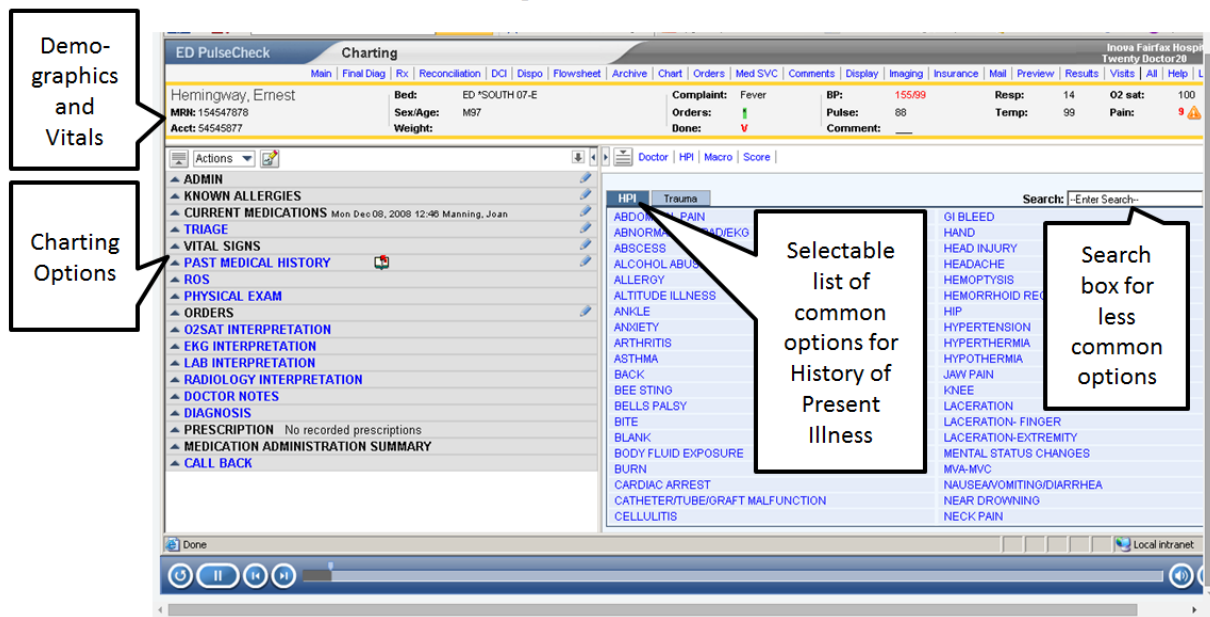 Demo-
graphics
and
Vitals
Charting
Options
ED PulseCheck Charting
Inova Fairfax Hospi
Twenty Doctor20
Main | Final Diag | Rx | Reconciliation | DCI | Dispo | Flowsheet | Archive | Chart | Orders | Med SVC | Comments | Display | Imaging | Insurance | Mail | Preview | Results | Visits | All | Help | L
Hemingway, Ernest Bed: ED *SOUTH 07-E Complaint: Fever BP: 155/99 Resp: 14 O2 sat: 100
MRN: 154547878 Sex/Age: M97 Orders: Pulse: 88 Temp: 99 Pain: 9
Acct: 54545877 Weight: Done: V Comment: __
Actions
Doctor | HPI | Macro | Score |
ADMIN
KNOWN ALLERGIES
CURRENT MEDICATIONS Mon Dec 08, 2008 12:46 Manning, Joan
TRIAGE
VITAL SIGNS
PAST MEDICAL HISTORY
ROS
PHYSICAL EXAM
ORDERS
O2SAT INTERPRETATION
EKG INTERPRETATION
LAB INTERPRETATION
RADIOLOGY INTERPRETATION
DOCTOR NOTES
DIAGNOSIS
PRESCRIPTION No recorded prescriptions
MEDICATION ADMINISTRATION SUMMARY
CALL BACK
HPI Trauma Search: --Enter Search--
PAIN
ABSCESS
ALCOHOL
ALLERGY
ALTITUDE ILLNESS
ANKLE
ANXIETY
ARTHRITIS
ASTHMA
BACK
BEE STING
BELLS PALSY
BITE
BLANK
BODY FLUID EXPOSURE
BURN
CARDIAC ARREST
CATHETER/TUBE/GRAFT MALFUNCTION
CELLULITIS
GI BLEED
HAND
HEAD INJURY
HEADACHE
HEMOPTYSIS
HEMORRHOID REC
HIP
HYPERTENSION
HYPERTHERMIA
HYPOTHERMIA
JAW PAIN
KNEE
LACERATION
LACERATION- FINGER
LACERATION-EXTREMITY
MENTAL STATUS CHANGES
MVA-MVC
NAUSEA/VOMITING/DIARRHEA
NEAR DROWNING
NECK PAIN
Selectable
list of
common
options for
History of
Present
Illness
Search
box for
less
common
options
Done Local intranet